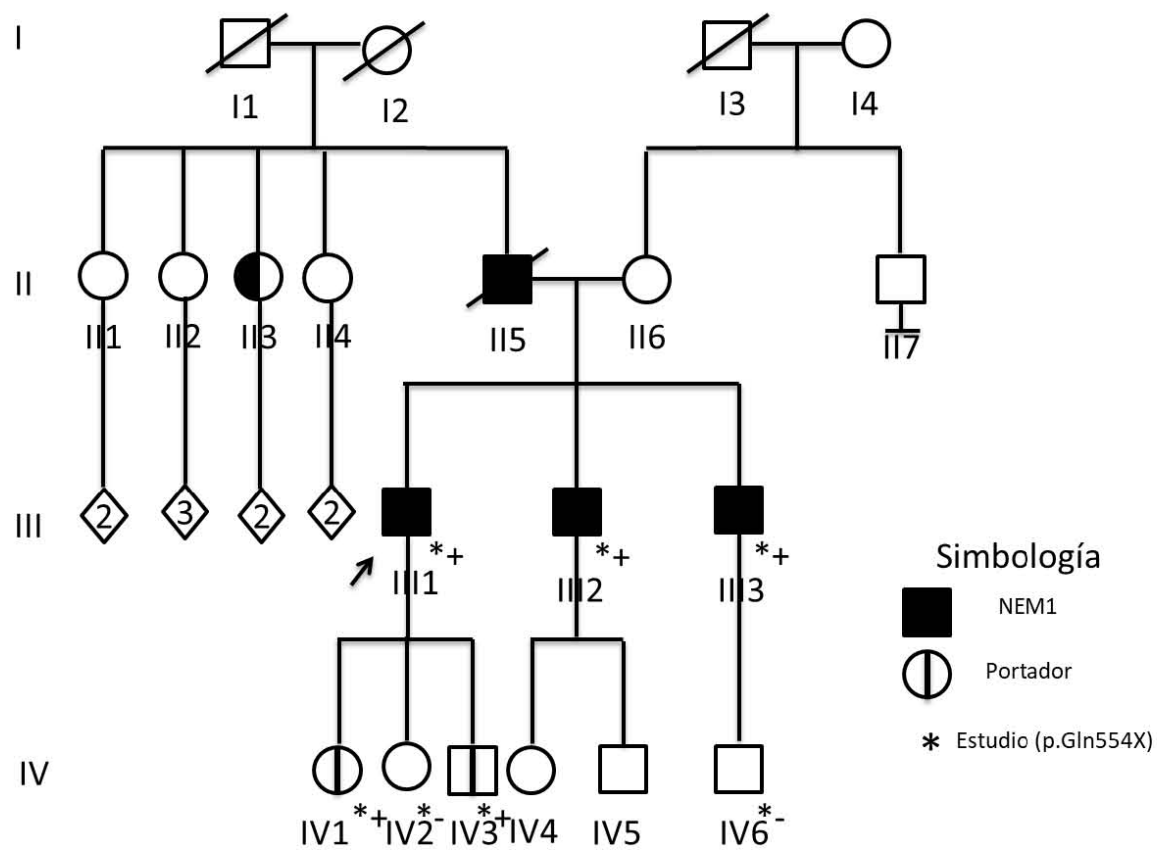 I
I1
I2
I3
I4
II
II1
II2
II3
II4
II5
II6
II7
III
2
3
2
2
*+
*+
*+
III1
III2
III3
Simbología
NEM1
Portador
* Estudio (p.Gln554X)
IV
*+
*-
*+
*-
IV1
IV2
IV3
IV4
IV5
IV6